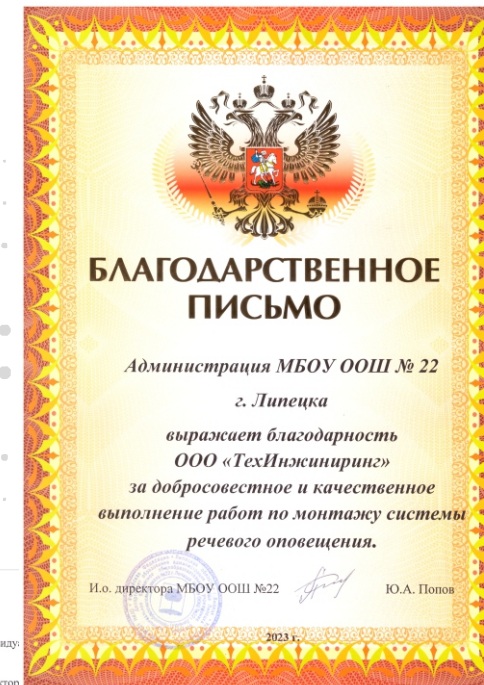 БЛАГОДАРСТВЕННОЕ
ПИСЬМО
Администрация МБОУ ООШ № 22
г. Липецка
выражает благодарность
ООО «ТехИнжиниринг»
за добросовестное и качественное
выполнение работ по монтажу системы
речевого оповещения.
И.о. директора МБОУ ООШ №22 Ю.А. Попов
2023 г.